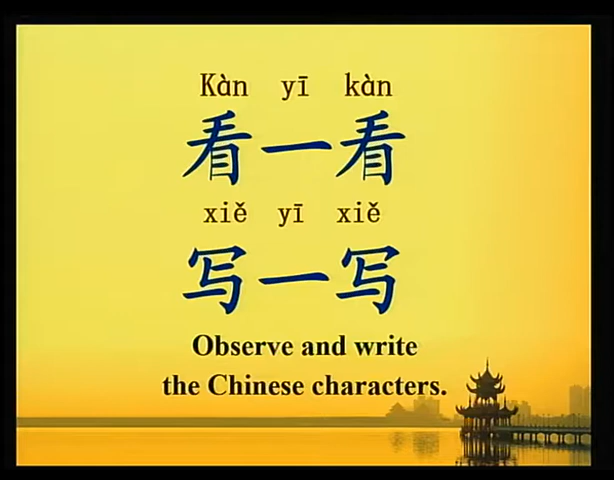 Kàn yī kàn
看一看
xiě yī xiě
写一写
Observe and write
the Chinese characters.